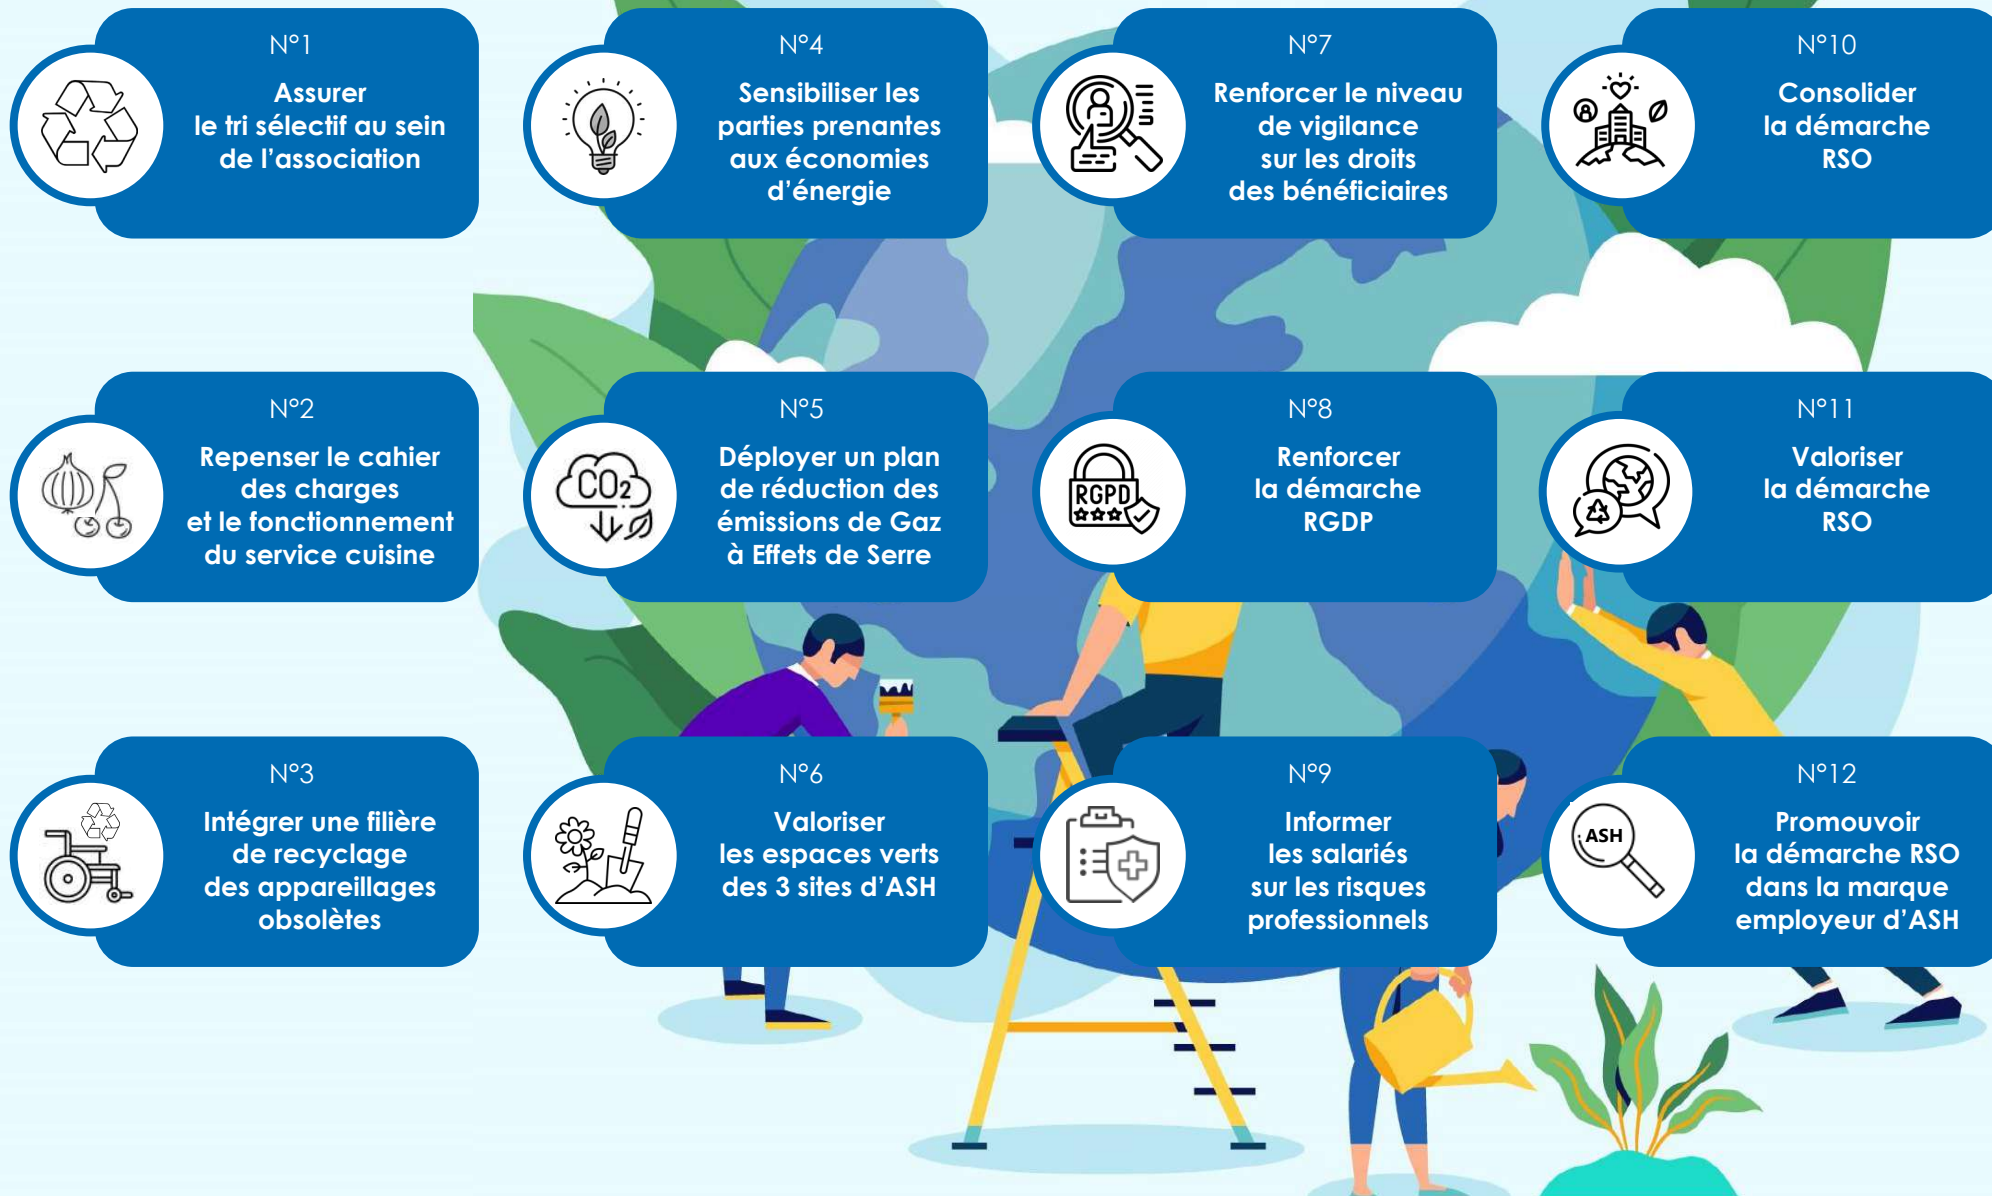 N°1
Assurer
le tri sélectif au sein
de l'association
N°2
Repenser le cahier
des charges
et le fonctionnement
du service cuisine
N°3
Intégrer une filière
de recyclage
des appareillages
obsolètes
N°4
Sensibiliser les
parties prenantes
aux économies
d'énergie
CO2
N°5
Déployer un plan
de réduction des
émissions de Gaz
à Effets de Serre
N°6
Valoriser
les espaces verts
des 3 sites d'ASH
N°7
Renforcer le niveau
de vigilance
sur les droits
des bénéficiaires
RGPD
N°8
Renforcer
la démarche
RGDP
N°9
Informer
les salariés
sur les risques
professionnels
N°10
Consolider
la démarche
RSO
N°11
Valoriser
la démarche
RSO
ASH
N°12
Promouvoir
la démarche RSO
dans la marque
employeur d'ASH